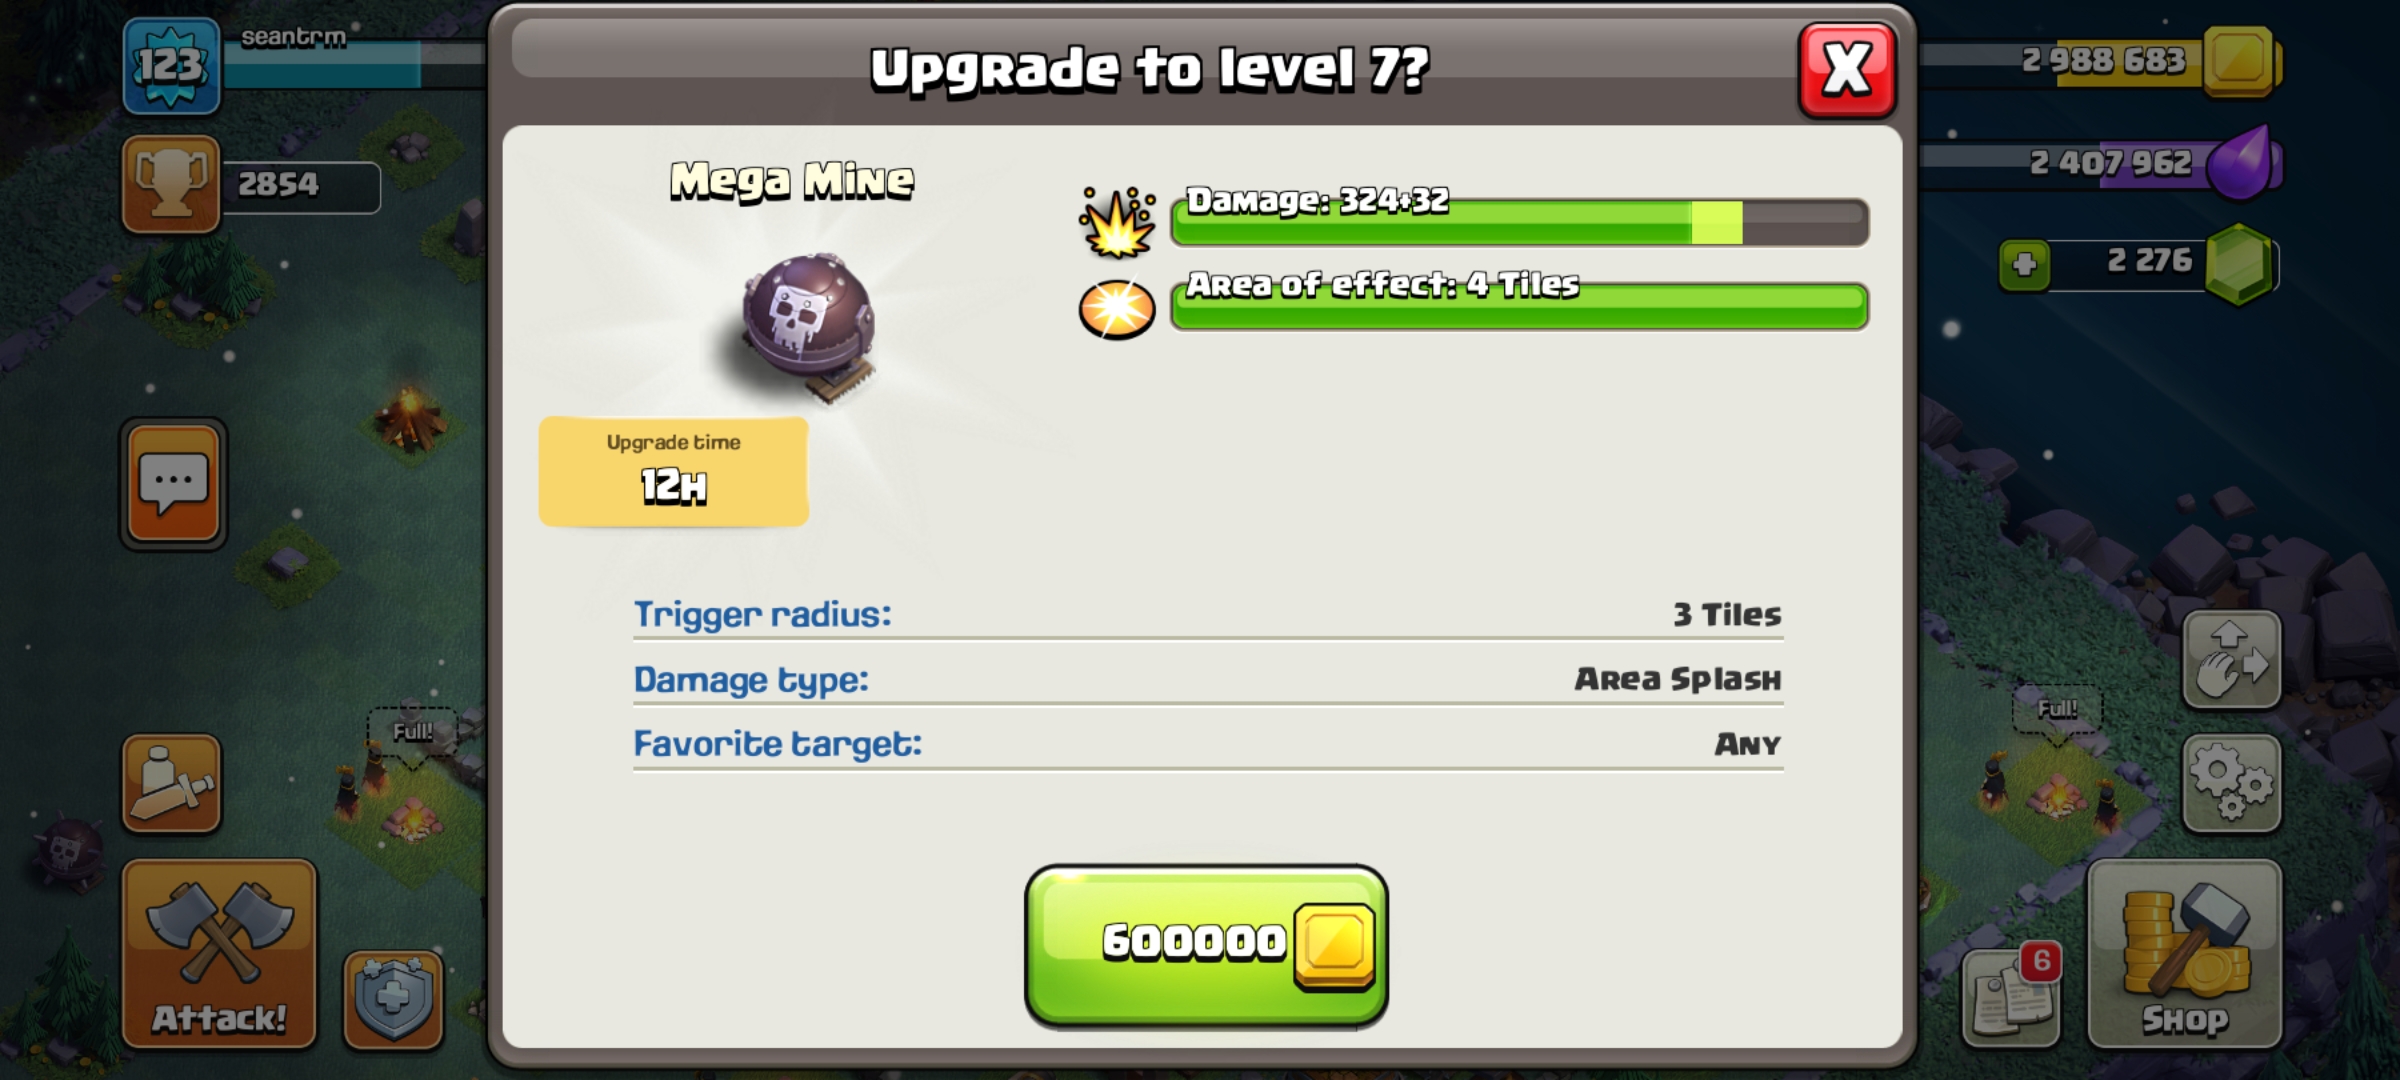 123
seantrm
2854
Upgrade to level 7?
X
2 988 683
2 407 962
2 276
Mega Mine
Damage: 324+32
Area of effect: 4 Tiles
Upgrade time
12H
Trigger radius: 3 Tiles
Damage type: Area Splash
Favorite target: Any
600000
Full!
Full!
Attack!
6
Shop